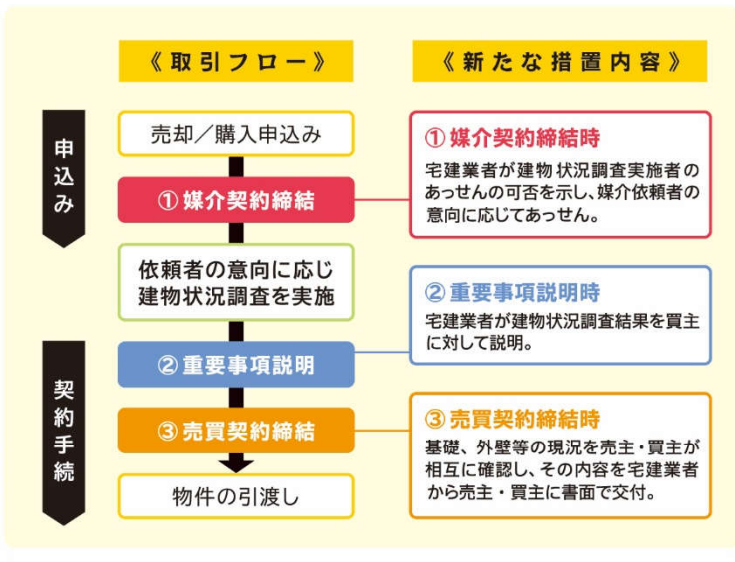 《取引フロー》
《新たな措置内容》
申込み
売却／購入申込み
①媒介契約締結
依頼者の意向に応じ
建物状況調査を実施
契約手続
②重要事項説明
③売買契約締結
物件の引渡し
①媒介契約締結時
宅建業者が建物状況調査実施者の
あっせんの可否を示し、媒介依頼者の
意向に応じてあっせん。
②重要事項説明時
宅建業者が建物状況調査結果を買主
に対して説明。
③売買契約締結時
基礎、外壁等の現況を売主・買主が
相互に確認し、その内容を宅建業者
から売主・買主に書面で交付。